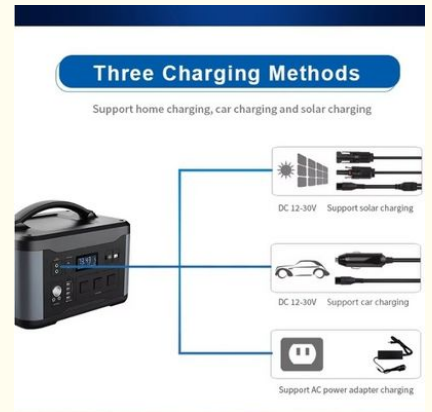 Three Charging Methods
Support home charging, car charging and solar charging
DC 12-30V Support solar charging
DC 12-30V Support car charging
Support AC power adapter charging